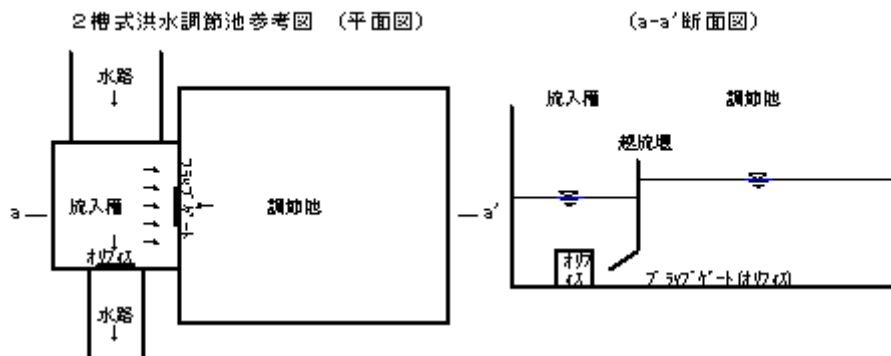 ２槽式洪水調節池参考図 (平面図)
水路
流入槽
オリフィス
調節池
水路
a
a'
(a-a'断面図)
流入槽
調節池
越流堰
オリフィス
フラップゲート(オリフィス)